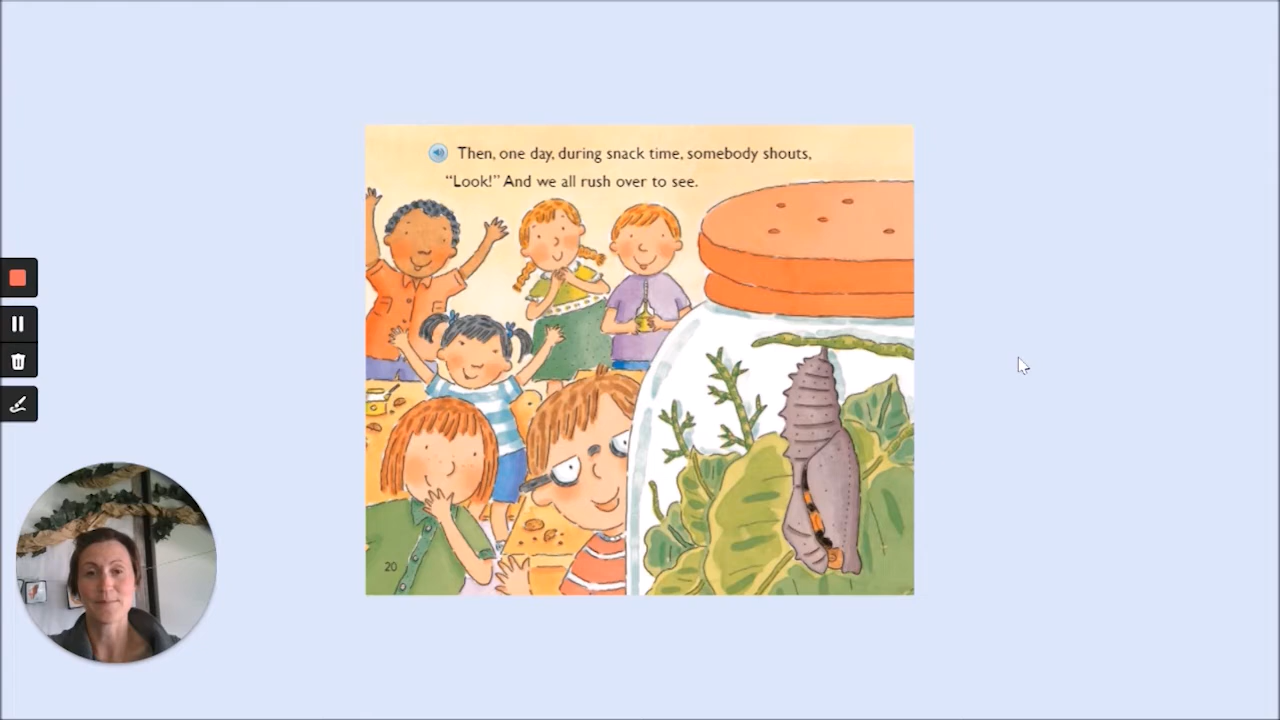 Then, one day, during snack time, somebody shouts,
“Look!” And we all rush over to see.
20